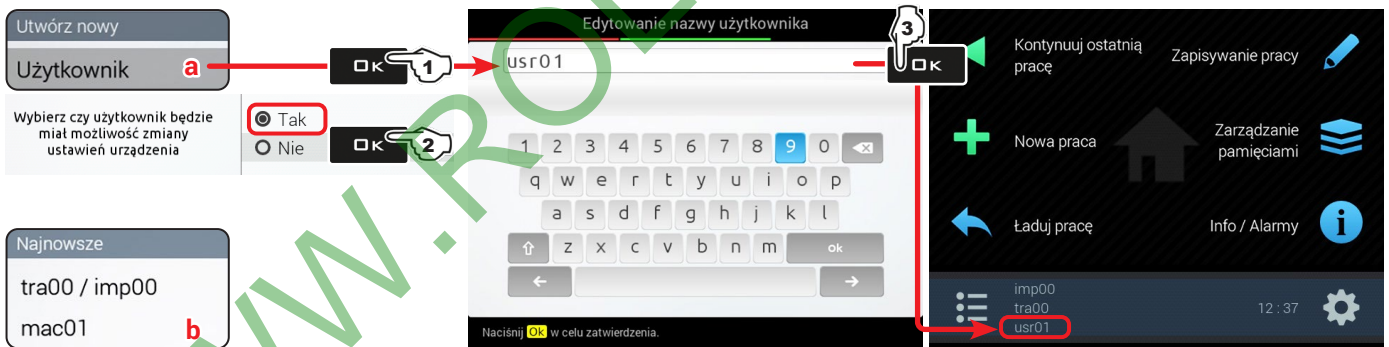 Utwórz nowy
Użytkownik
a
OK
1
Wybierz czy użytkownik będzie
miał możliwość zmiany
ustawień urządzenia
Tak
Nie
OK
2
Najnowsze
tra00 / imp00
mac01
b
Edytowanie nazwy użytkownika
usr01
3
OK
1 2 3 4 5 6 7 8 9 0
q w e r t y u i o p
a s d f g h j k l
z x c v b n m ok
Naciśnij Ok w celu zatwierdzenia.
Kontynuuj ostatnią
pracę
Zapisywanie pracy
Nowa praca
Zarządzanie
pamięciami
Ładuj pracę
Info / Alarmy
i
imp00
tra00
usr01
12 : 37
WW.ROL